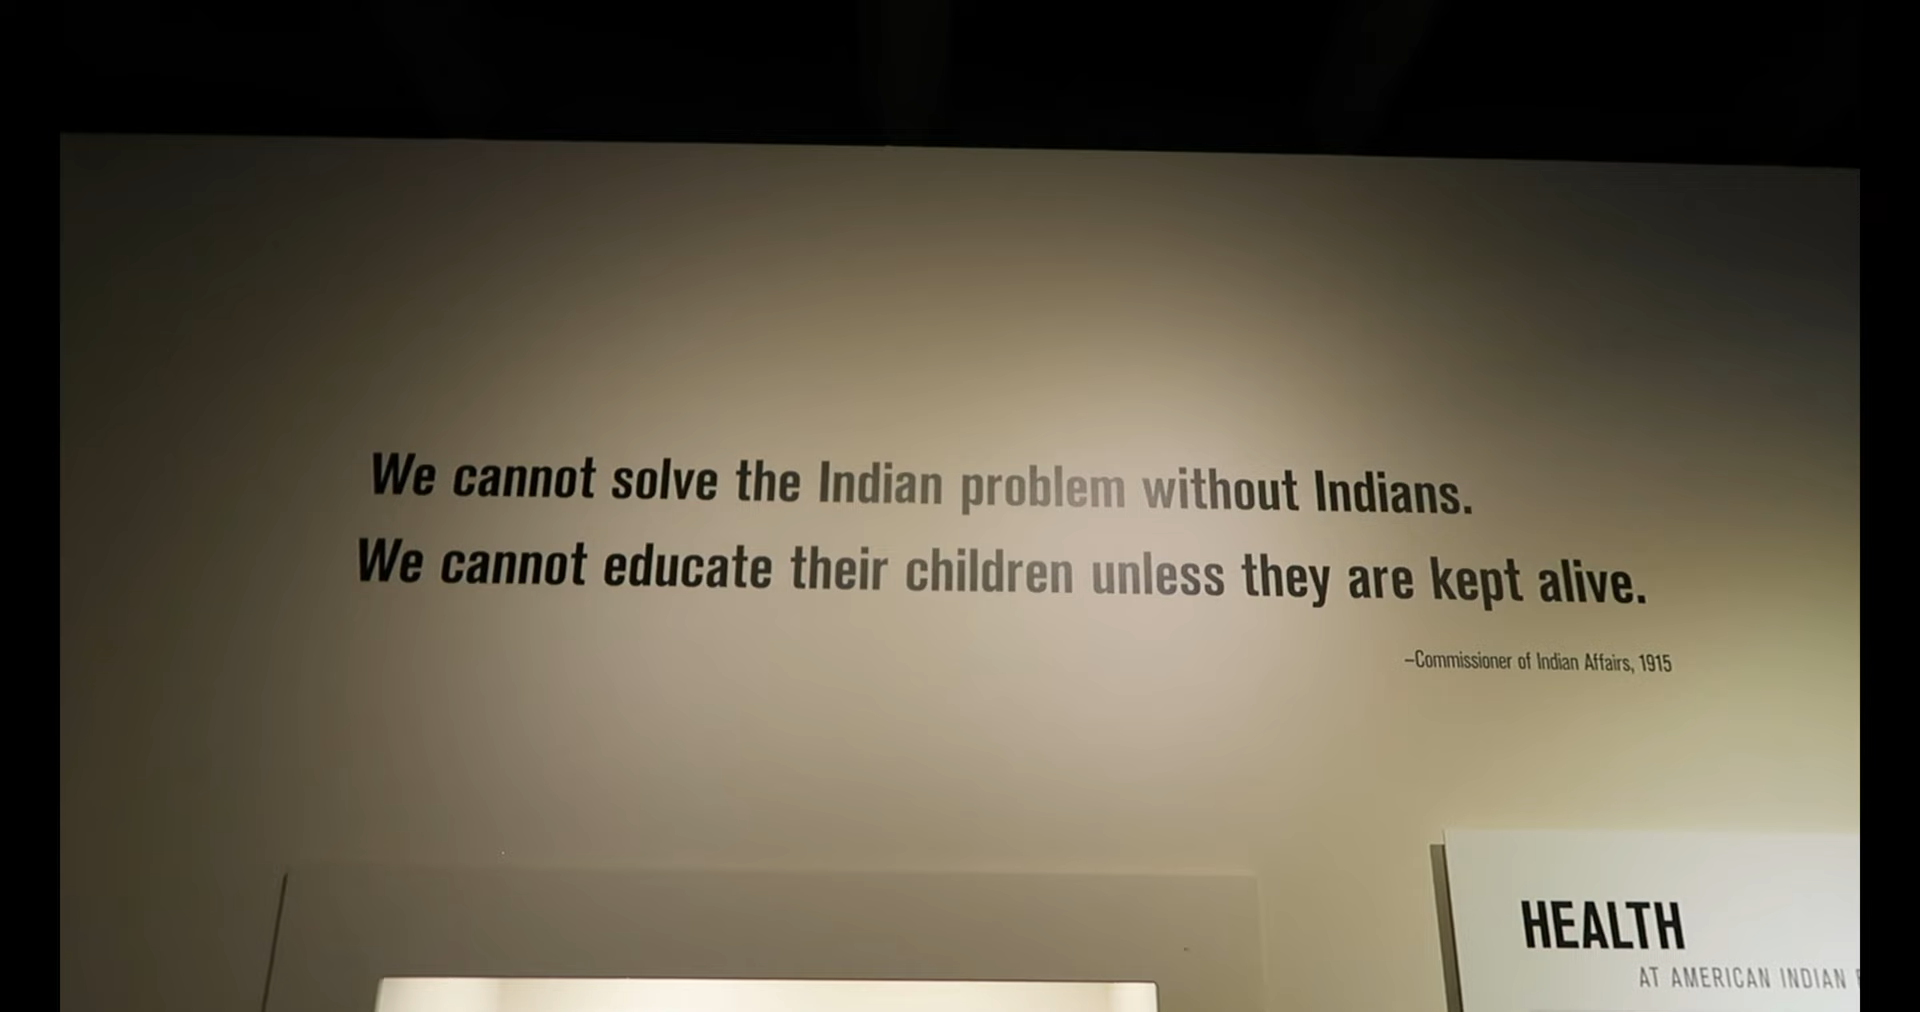 We cannot solve the Indian problem without Indians.
We cannot educate their children unless they are kept alive.
–Commissioner of Indian Affairs, 1915
HEALTH
AT AMERICAN INDIAN